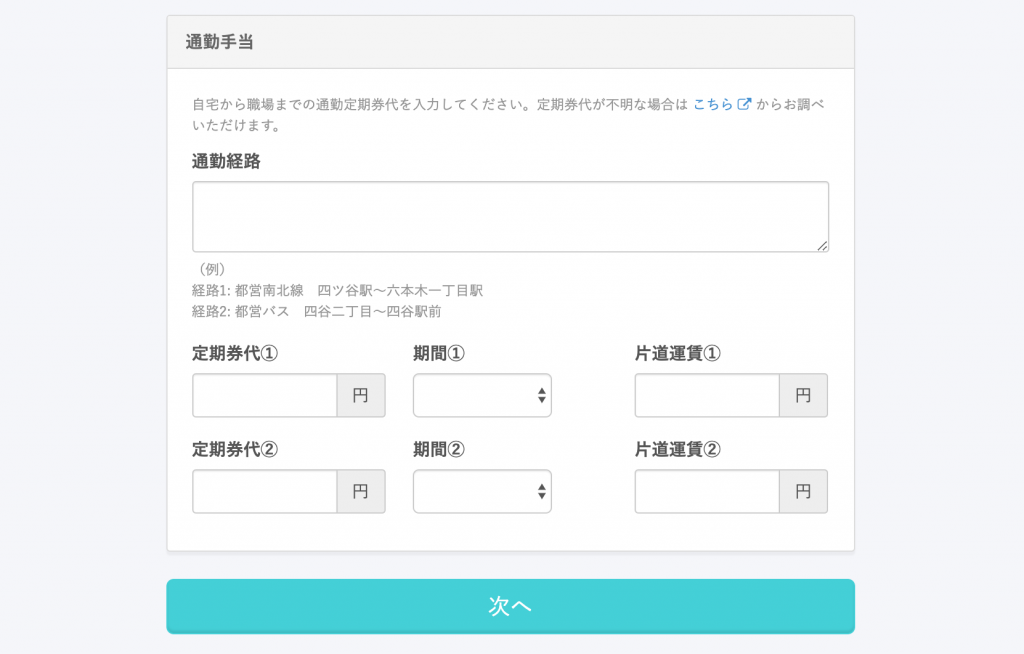 通勤手当
自宅から職場までの通勤定期券代を入力してください。定期券代が不明な場合は こちら からお調べ
いただけます。
通勤経路
（例）
経路1: 都営南北線　四ツ谷駅〜六本木一丁目駅
経路2: 都営バス　四谷二丁目〜四谷駅前
定期券代① 期間① 片道運賃①
円 円
定期券代② 期間② 片道運賃②
円 円
次へ